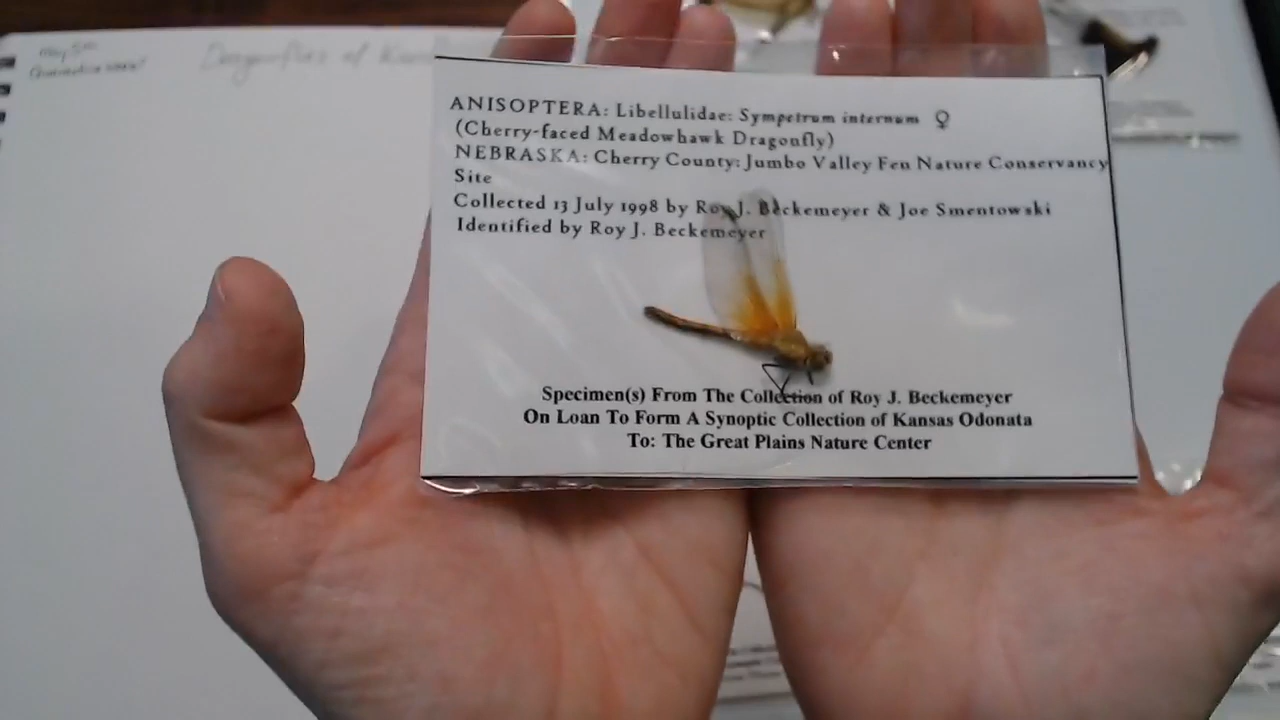 Dragonflies of
ANISOPTERA: Libellulidae: Sympetrum internum ♀
(Cherry-faced Meadowhawk Dragonfly)
NEBRASKA: Cherry County: Jumbo Valley Fen Nature Conservancy
Site
Collected 13 July 1998 by Roy J. Beckemeyer & Joe Smentowski
Identified by Roy J. Beckemeyer
Specimen(s) From The Collection of Roy J. Beckemeyer
On Loan To Form A Synoptic Collection of Kansas Odonata
To: The Great Plains Nature Center